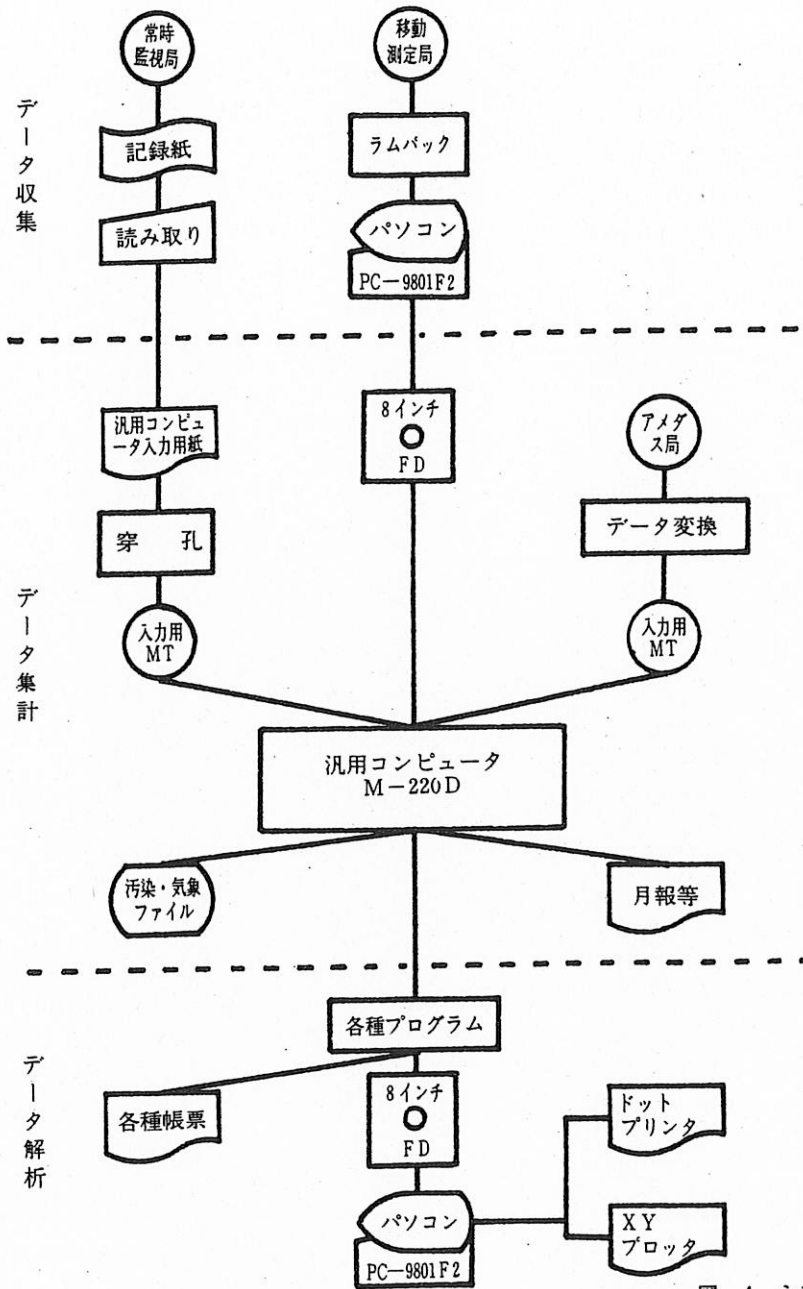 データ収集
常時
監視局
記録紙
読み取り
移動
測定局
ラムパック
パソコン
PC－9801F2
データ集計
汎用コンピュ
ータ入力用紙
穿　孔
入力用
MT
8インチ
FD
アメダ
ス局
データ変換
入力用
MT
汎用コンピュータ
M－220D
汚染・気象
ファイル
月報等
データ解析
各種プログラム
各種帳票
8インチ
FD
パソコン
PC－9801F2
ドット
プリンタ
XY
プロッタ